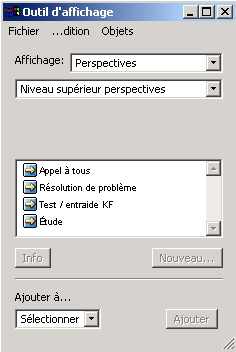 Outil d'affichage
Fichier ...dition Objets
Affichage: Perspectives
Niveau supérieur perspectives
Appel à tous
Résolution de problème
Test / entraide KF
Étude
Info Nouveau...
Ajouter à...
Sélectionner Ajouter